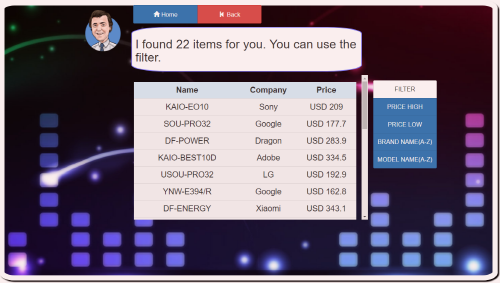 Home
Back
I found 22 items for you. You can use the
filter.
Name Company Price
KAIO-EO10 Sony USD 209
SOU-PRO32 Google USD 177.7
DF-POWER Dragon USD 283.9
KAIO-BEST10D Adobe USD 334.5
USOU-PRO32 LG USD 192.9
YNW-E394/R Google USD 162.8
DF-ENERGY Xiaomi USD 343.1
FILTER
PRICE HIGH
PRICE LOW
BRAND NAME(A-Z)
MODEL NAME(A-Z)